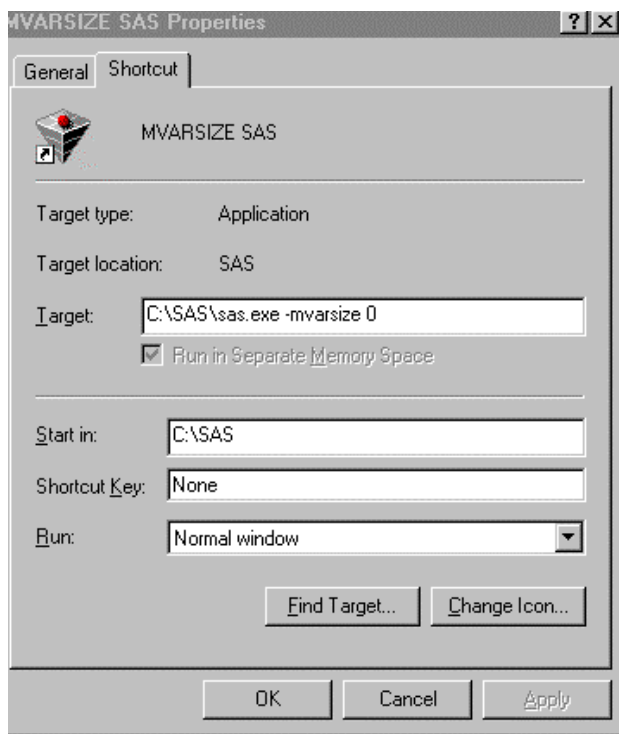 MVARSIZE SAS Properties
General Shortcut
MVARSIZE SAS
Target type: Application
Target location: SAS
Target: C:\SAS\sas.exe -mvarsize 0
Run in Separate Memory Space
Start in: C:\SAS
Shortcut Key: None
Run: Normal window
Find Target... Change Icon...
OK Cancel Apply